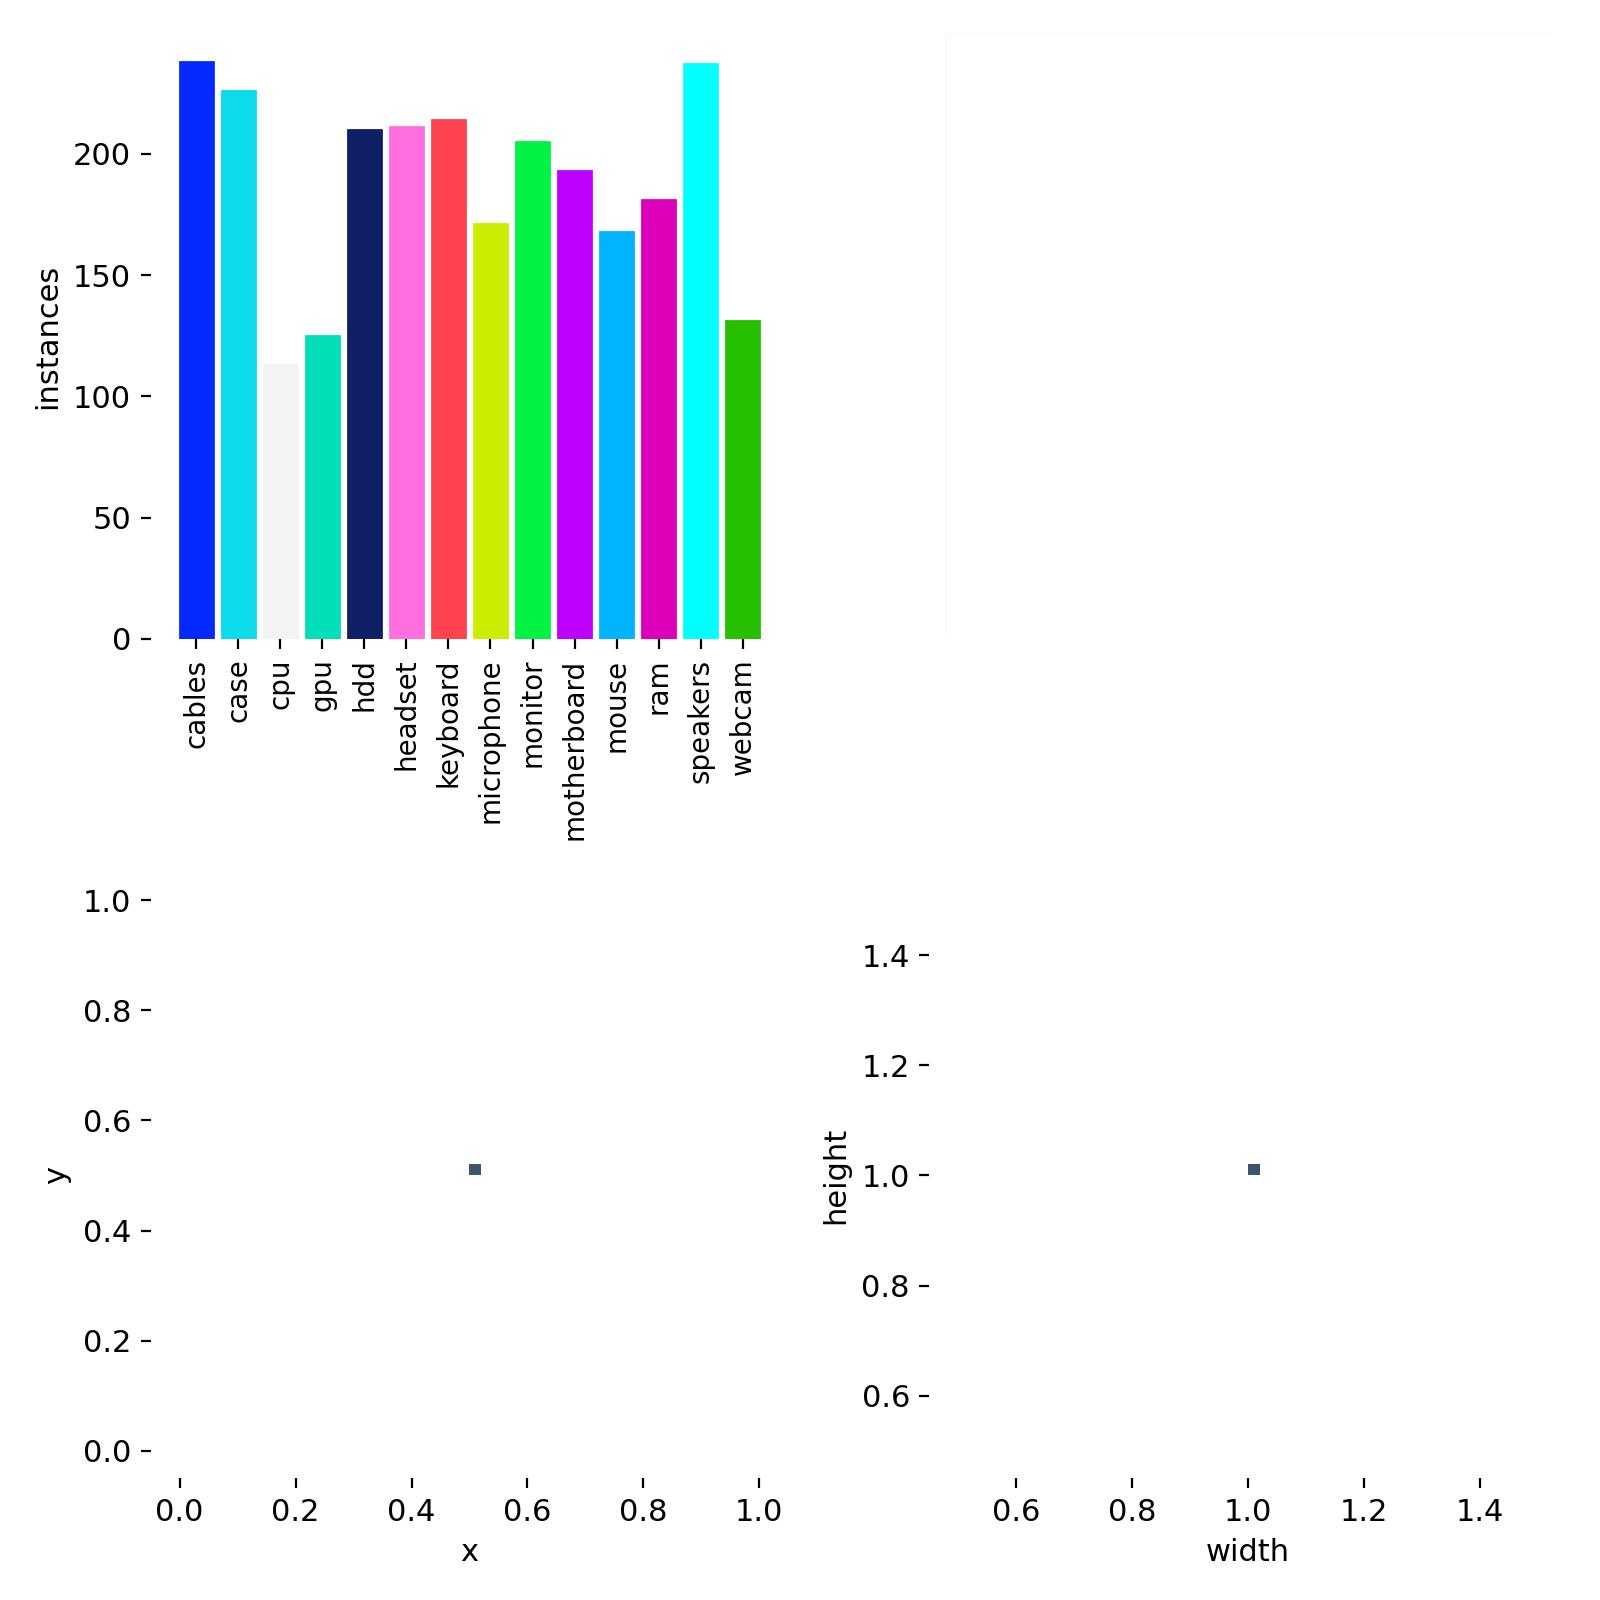 instances
200
150
100
50
0
cables
case
cpu
gpu
hdd
headset
keyboard
microphone
monitor
motherboard
mouse
ram
speakers
webcam
y
1.0
0.8
0.6
0.4
0.2
0.0
0.0 0.2 0.4 0.6 0.8 1.0
x
height
1.4
1.2
1.0
0.8
0.6
0.6 0.8 1.0 1.2 1.4
width